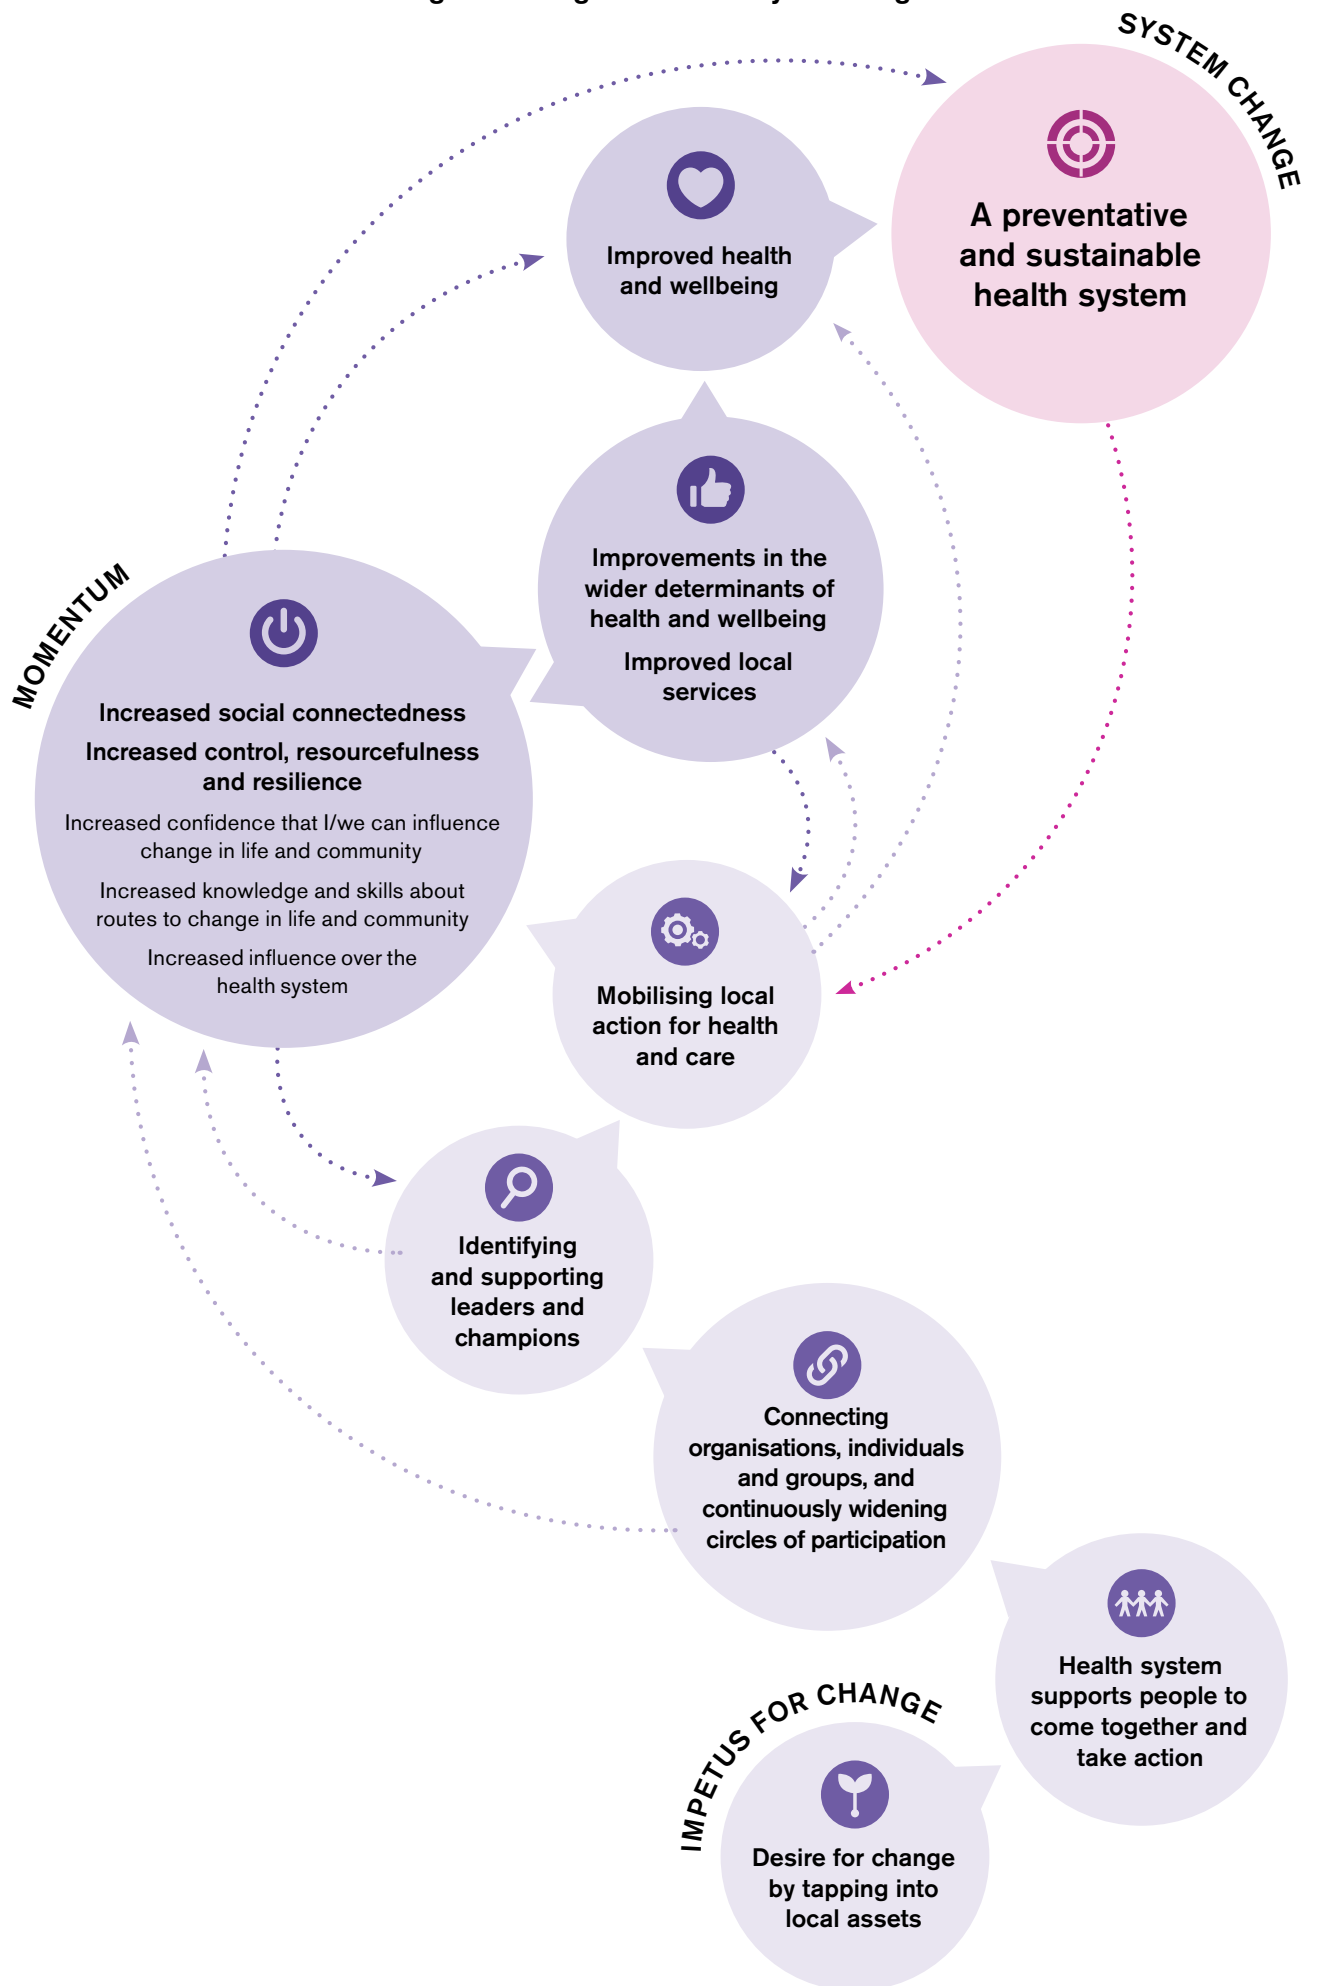 SYSTEM CHANGE
A preventative
and sustainable
health system
Improved health
and wellbeing
Improvements in the
wider determinants of
health and wellbeing
Improved local
services
MOMENTUM
Increased social connectedness
Increased control, resourcefulness
and resilience
Increased confidence that I/we can influence
change in life and community
Increased knowledge and skills about
routes to change in life and community
Increased influence over the
health system
Mobilising local
action for health
and care
Identifying
and supporting
leaders and
champions
Connecting
organisations, individuals
and groups, and
continuously widening
circles of participation
Health system
supports people to
come together and
take action
IMPETUS FOR CHANGE
Desire for change
by tapping into
local assets